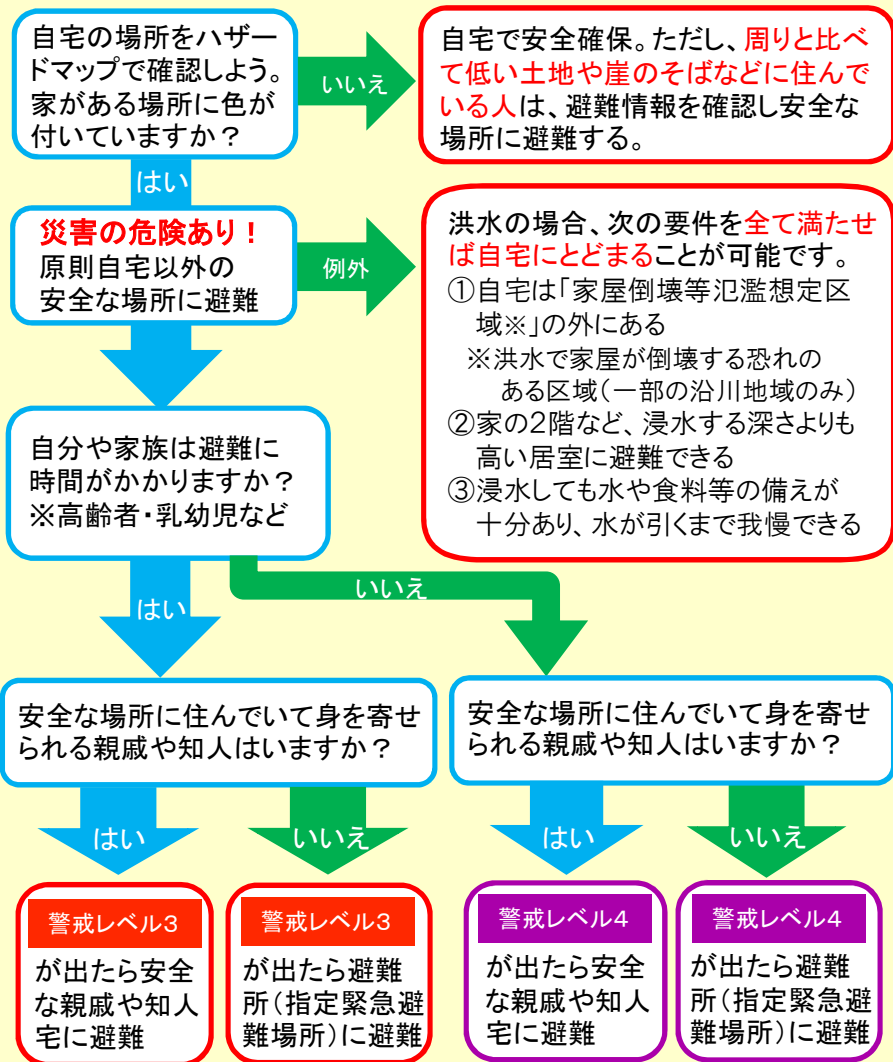 自宅の場所をハザー
ドマップで確認しよう。
家がある場所に色が
付いていますか？
いいえ
自宅で安全確保。ただし、周りと比べ
て低い土地や崖のそばなどに住んで
いる人は、避難情報を確認し安全な
場所に避難する。
はい
災害の危険あり！
原則自宅以外の
安全な場所に避難
例外
洪水の場合、次の要件を全て満たせ
ば自宅にとどまることが可能です。
①自宅は「家屋倒壊等氾濫想定区
域※」の外にある
※洪水で家屋が倒壊する恐れの
ある区域（一部の沿川地域のみ）
②家の2階など、浸水する深さよりも
高い居室に避難できる
③浸水しても水や食料等の備えが
十分あり、水が引くまで我慢できる
自分や家族は避難に
時間がかかりますか？
※高齢者・乳幼児など
はい
いいえ
安全な場所に住んでいて身を寄せ
られる親戚や知人はいますか？
はい
いいえ
警戒レベル3
が出たら安全
な親戚や知人
宅に避難
警戒レベル3
が出たら避難
所（指定緊急避
難場所）に避難
安全な場所に住んでいて身を寄せ
られる親戚や知人はいますか？
はい
いいえ
警戒レベル4
が出たら安全
な親戚や知人
宅に避難
警戒レベル4
が出たら避難
所（指定緊急避
難場所）に避難